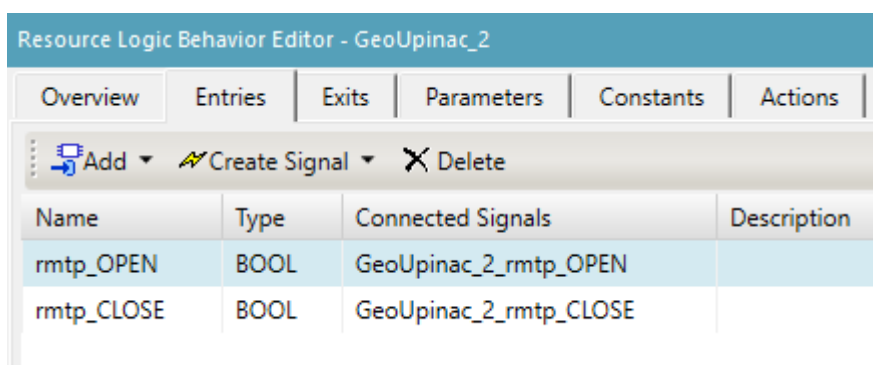 Resource Logic Behavior Editor - GeoUpinac_2
Overview Entries Exits Parameters Constants Actions
Add Create Signal Delete
Name Type Connected Signals Description
rmtp_OPEN BOOL GeoUpinac_2_rmtp_OPEN
rmtp_CLOSE BOOL GeoUpinac_2_rmtp_CLOSE